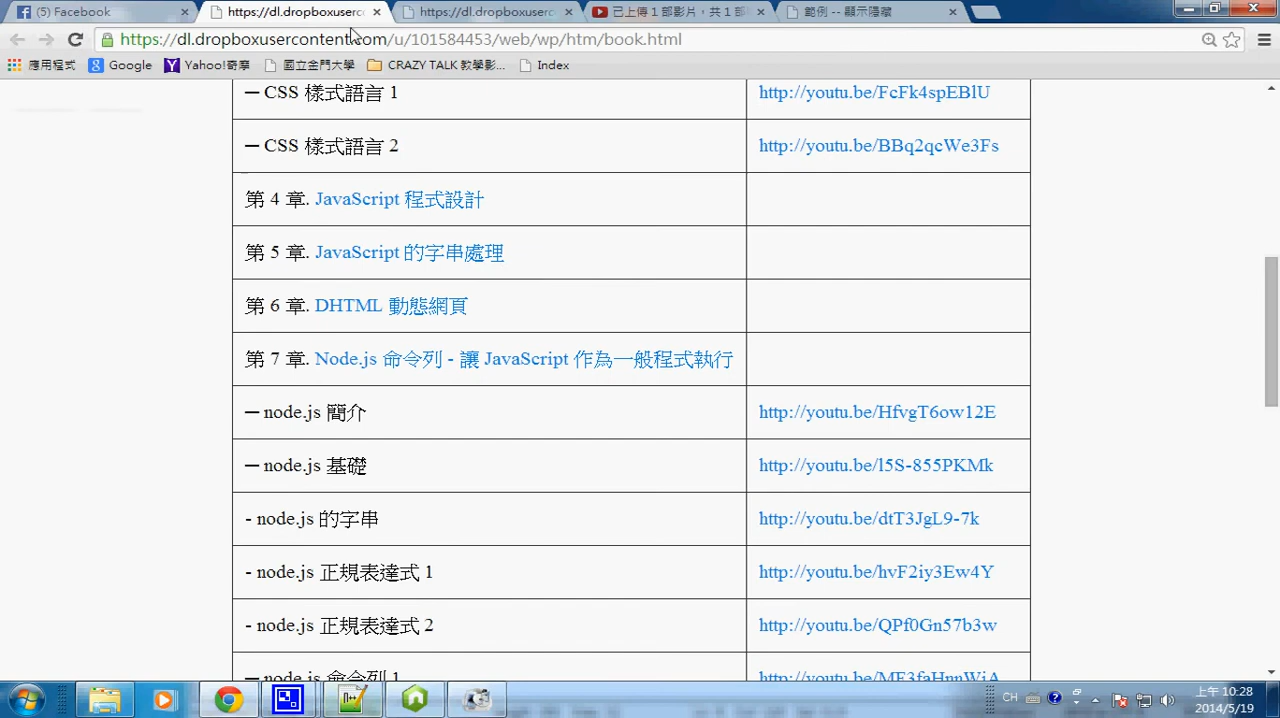 (5) Facebook
https://dl.dropboxuserco
https://dl.dropboxuserco
已上傳 1 部影片，共 1 部
範例 -- 顯示隱藏
https://dl.dropboxusercontent.com/u/101584453/web/wp/htm/book.html
應用程式
Google
Yahoo!奇摩
國立金門大學
CRAZY TALK 教學影...
Index
─ CSS 樣式語言 1
http://youtu.be/FcFk4spEBlU
─ CSS 樣式語言 2
http://youtu.be/BBq2qcWe3Fs
第 4 章. JavaScript 程式設計
第 5 章. JavaScript 的字串處理
第 6 章. DHTML 動態網頁
第 7 章. Node.js 命令列 - 讓 JavaScript 作為一般程式執行
─ node.js 簡介
http://youtu.be/HfvgT6ow12E
─ node.js 基礎
http://youtu.be/l5S-855PKMk
- node.js 的字串
http://youtu.be/dtT3JgL9-7k
- node.js 正規表達式 1
http://youtu.be/hvF2iy3Ew4Y
- node.js 正規表達式 2
http://youtu.be/QPf0Gn57b3w
─ node.js 命令列 1
CH
上午 10:28
2014/5/19